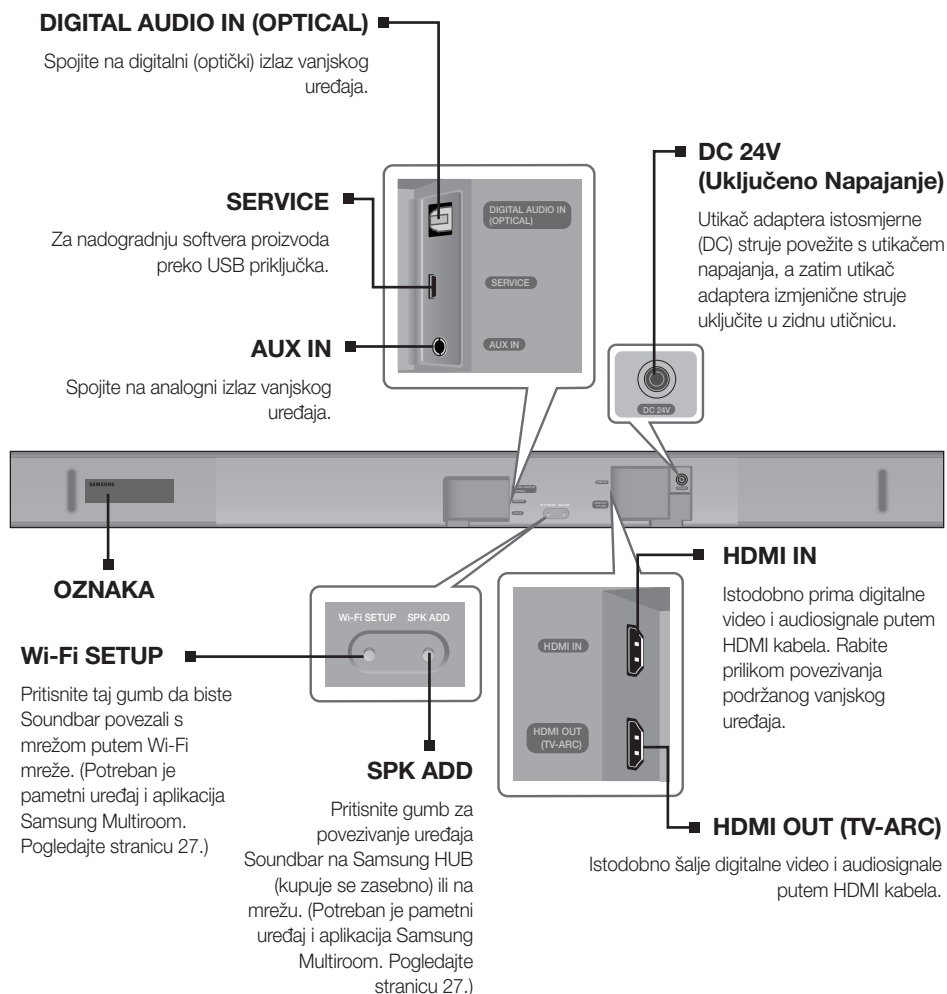 DIGITAL AUDIO IN (OPTICAL)
Spojite na digitalni (optički) izlaz vanjskog
uređaja.
SERVICE
Za nadogradnju softvera proizvoda
preko USB priključka.
AUX IN
Spojite na analogni izlaz vanjskog
uređaja.
DIGITAL AUDIO IN
(OPTICAL)
SERVICE
AUX IN
DC 24V
(Uključeno Napajanje)
Utikač adaptera istosmjerne
(DC) struje povežite s utikačem
napajanja, a zatim utikač
adaptera izmjenične struje
uključite u zidnu utičnicu.
DC 24V
SAMSUNG
OZNAKA
Wi-Fi SETUP
Pritisnite taj gumb da biste
Soundbar povezali s
mrežom putem Wi-Fi
mreže. (Potreban je
pametni uređaj i aplikacija
Samsung Multiroom.
Pogledajte stranicu 27.)
Wi-Fi SETUP SPK ADD
SPK ADD
Pritisnite gumb za
povezivanje uređaja
Soundbar na Samsung HUB
(kupuje se zasebno) ili na
mrežu. (Potreban je pametni
uređaj i aplikacija Samsung
Multiroom. Pogledajte
stranicu 27.)
HDMI IN
HDMI OUT
(TV-ARC)
HDMI IN
Istodobno prima digitalne
video i audiosignale putem
HDMI kabela. Rabite
prilikom povezivanja
podržanog vanjskog
uređaja.
HDMI OUT (TV-ARC)
Istodobno šalje digitalne video i audiosignale
putem HDMI kabela.